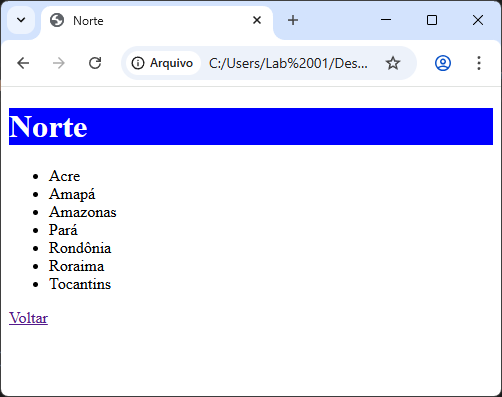 Norte
Arquivo C:/Users/Lab%2001/Des...
Norte
Acre
Amapá
Amazonas
Pará
Rondônia
Roraima
Tocantins
Voltar